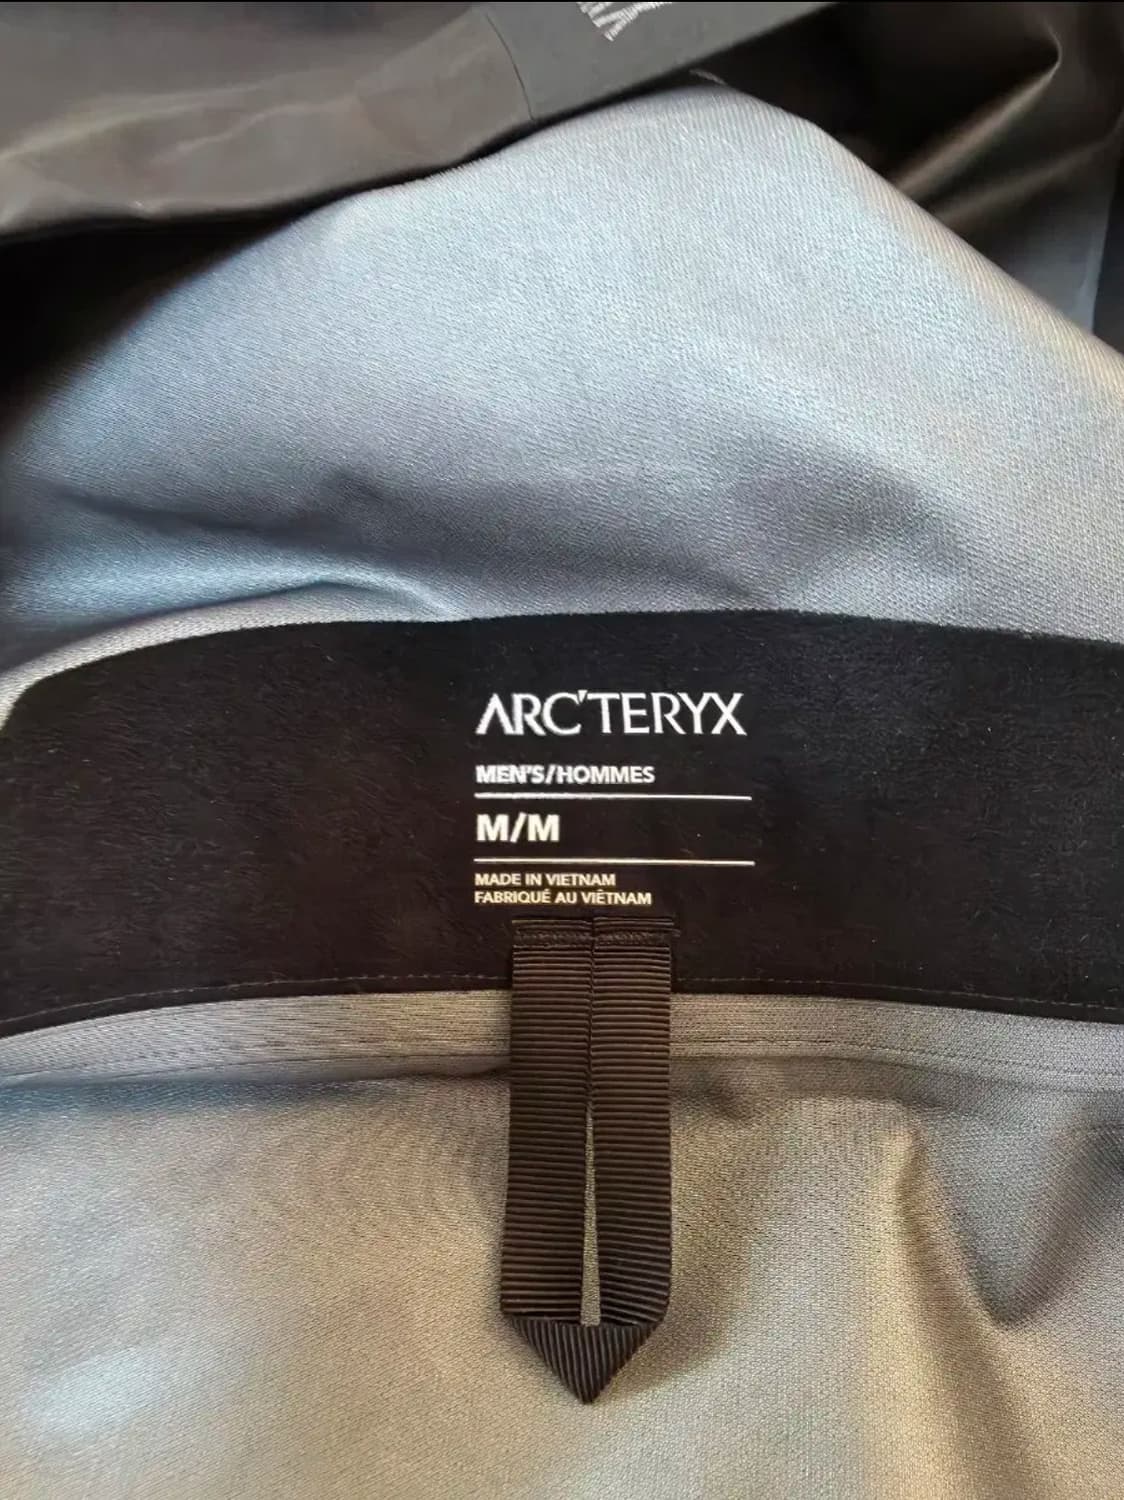 ARC'TERYX
MEN'S/HOMMES
M/M
MADE IN VIETNAM
FABRIQUÉ AU VIÊTNAM